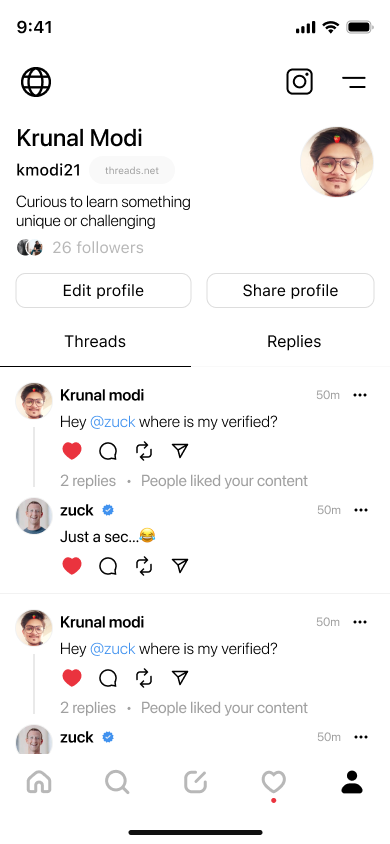 9:41
Krunal Modi
kmodi21 threads.net
Curious to learn something
unique or challenging
26 followers
Edit profile Share profile
Threads Replies
Krunal modi 50m
Hey @zuck where is my verified?
2 replies • People liked your content
zuck 50m
Just a sec...😂
Krunal modi 50m
Hey @zuck where is my verified?
2 replies • People liked your content
zuck 50m